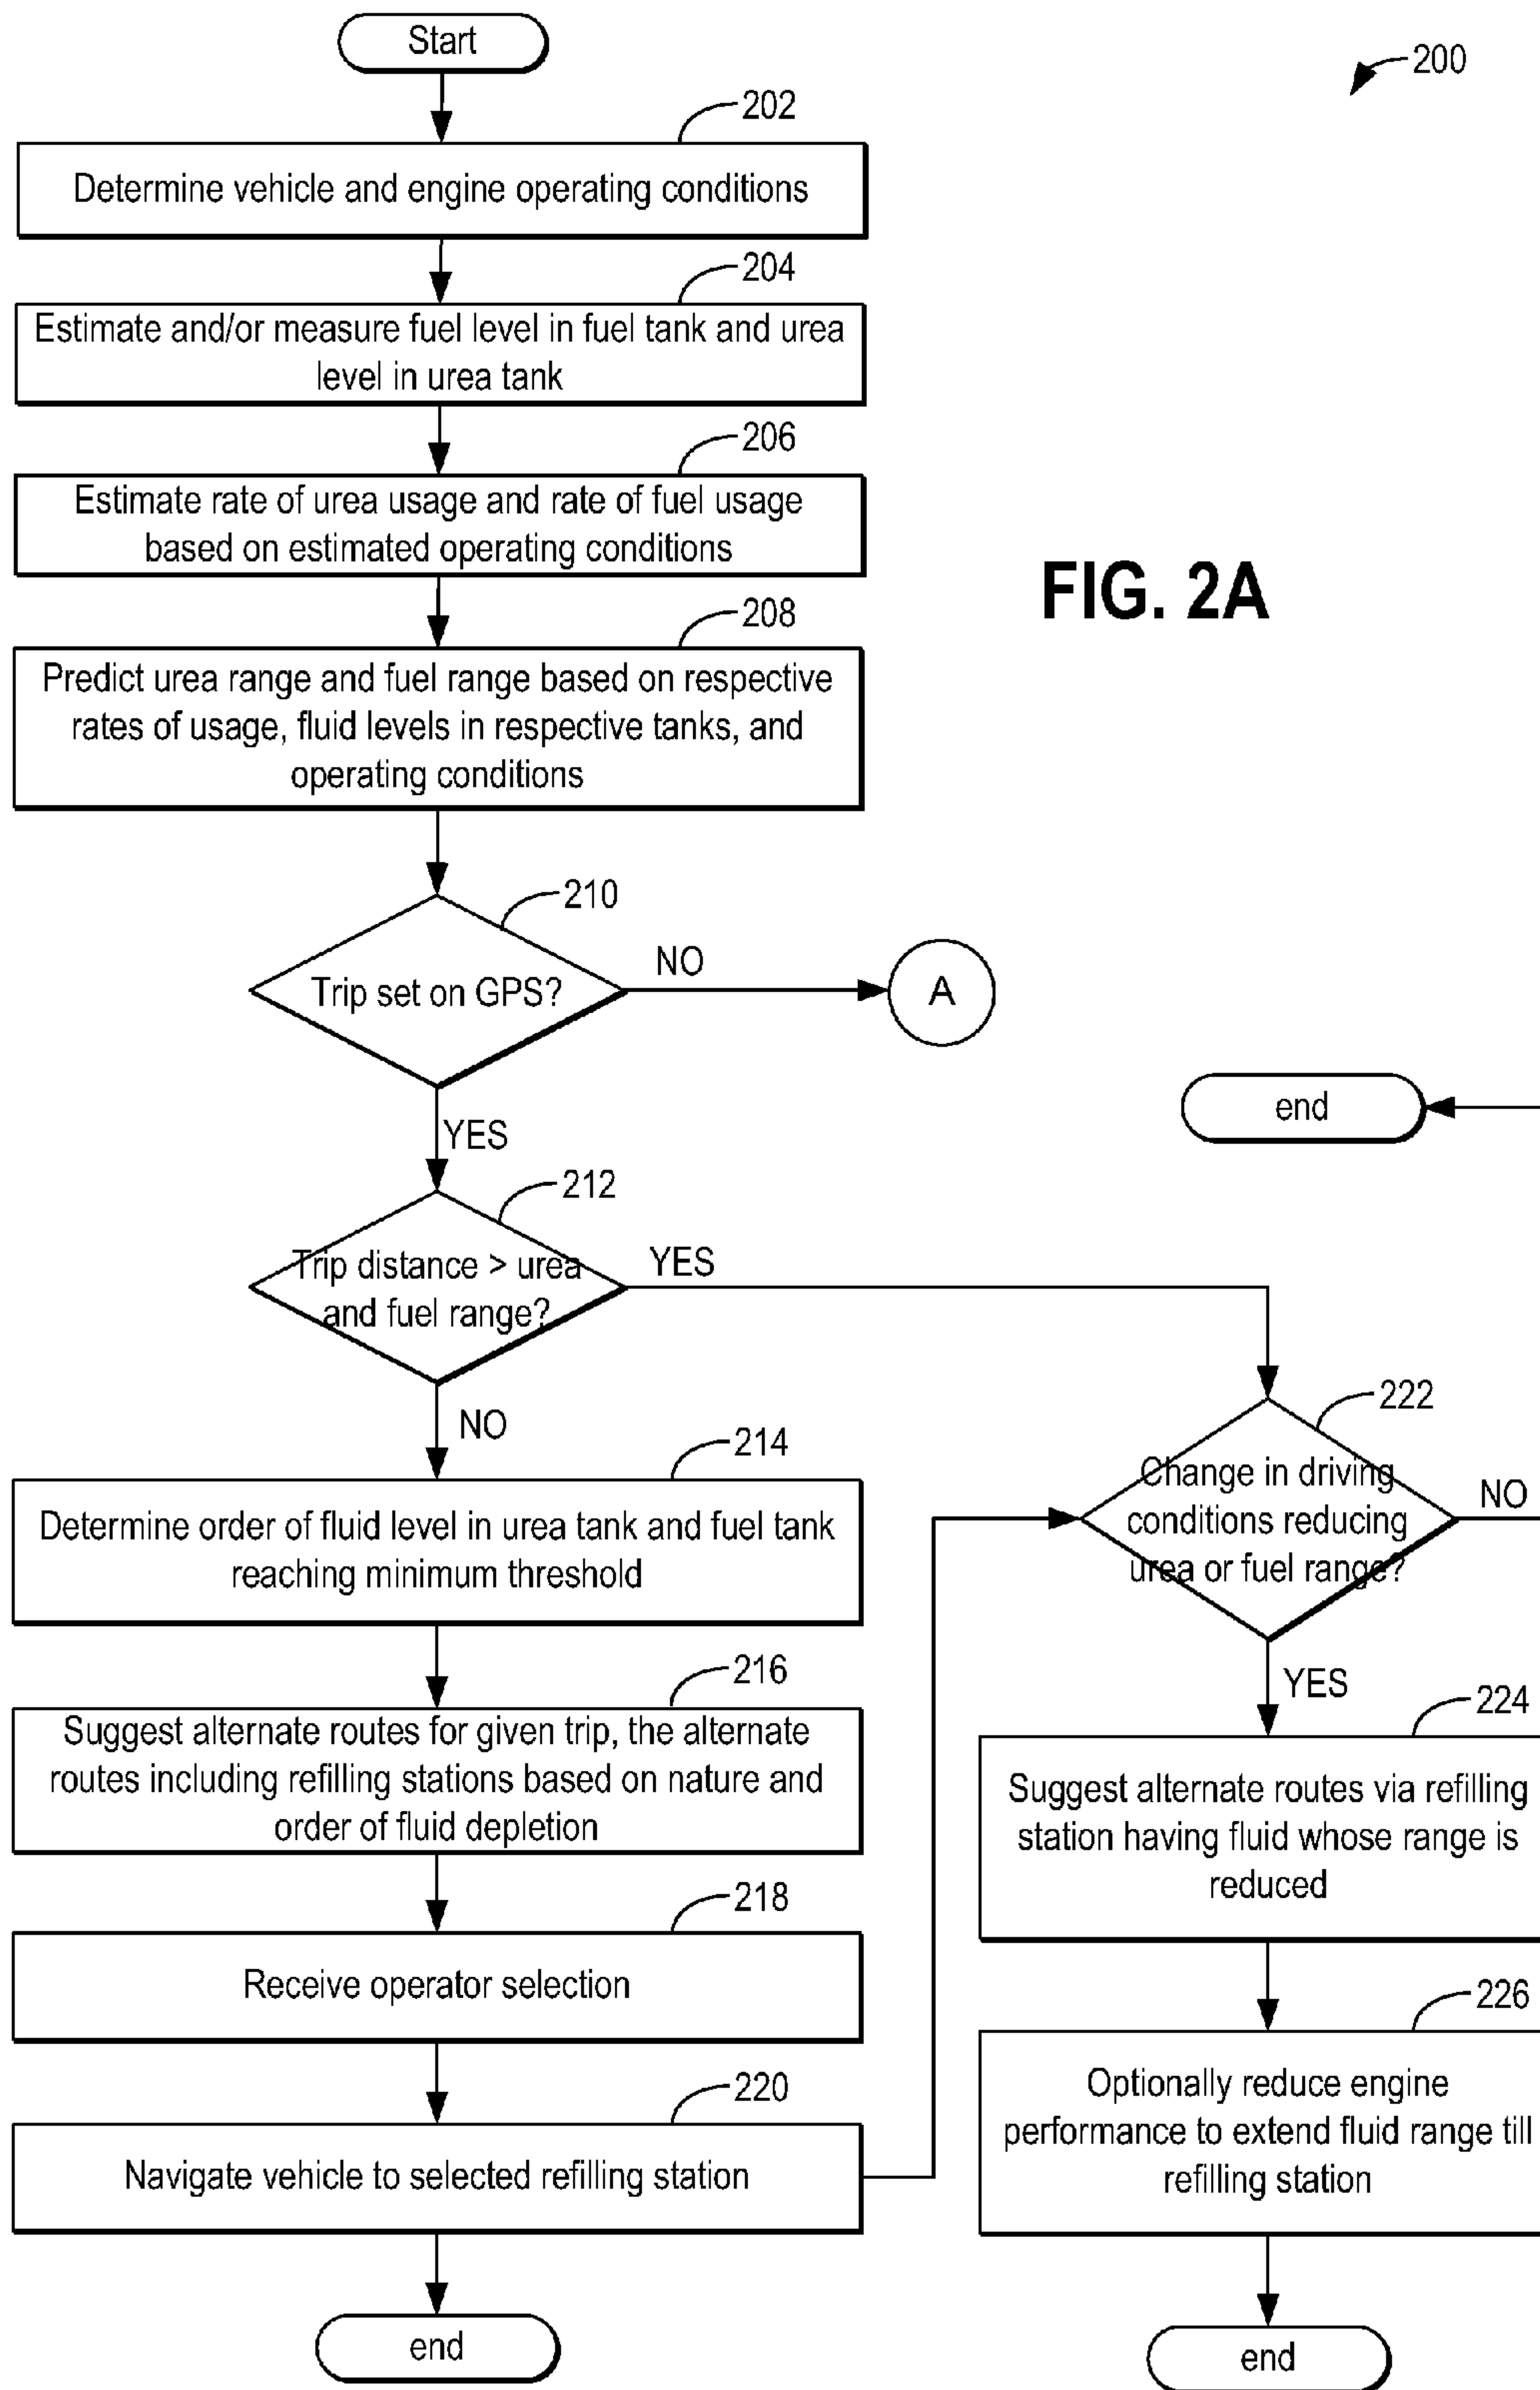 Start
200
202
Determine vehicle and engine operating conditions
204
Estimate and/or measure fuel level in fuel tank and urea
level in urea tank
206
Estimate rate of urea usage and rate of fuel usage
based on estimated operating conditions
FIG. 2A
208
Predict urea range and fuel range based on respective
rates of usage, fluid levels in respective tanks, and
operating conditions
210
Trip set on GPS?
NO
A
end
YES
212
Trip distance > urea
and fuel range?
YES
NO
222
Change in driving
conditions reducing
urea or fuel range?
NO
214
Determine order of fluid level in urea tank and fuel tank
reaching minimum threshold
YES
216
Suggest alternate routes for given trip, the alternate
routes including refilling stations based on nature and
order of fluid depletion
224
Suggest alternate routes via refilling
station having fluid whose range is
reduced
218
Receive operator selection
226
Optionally reduce engine
performance to extend fluid range till
refilling station
220
Navigate vehicle to selected refilling station
end
end